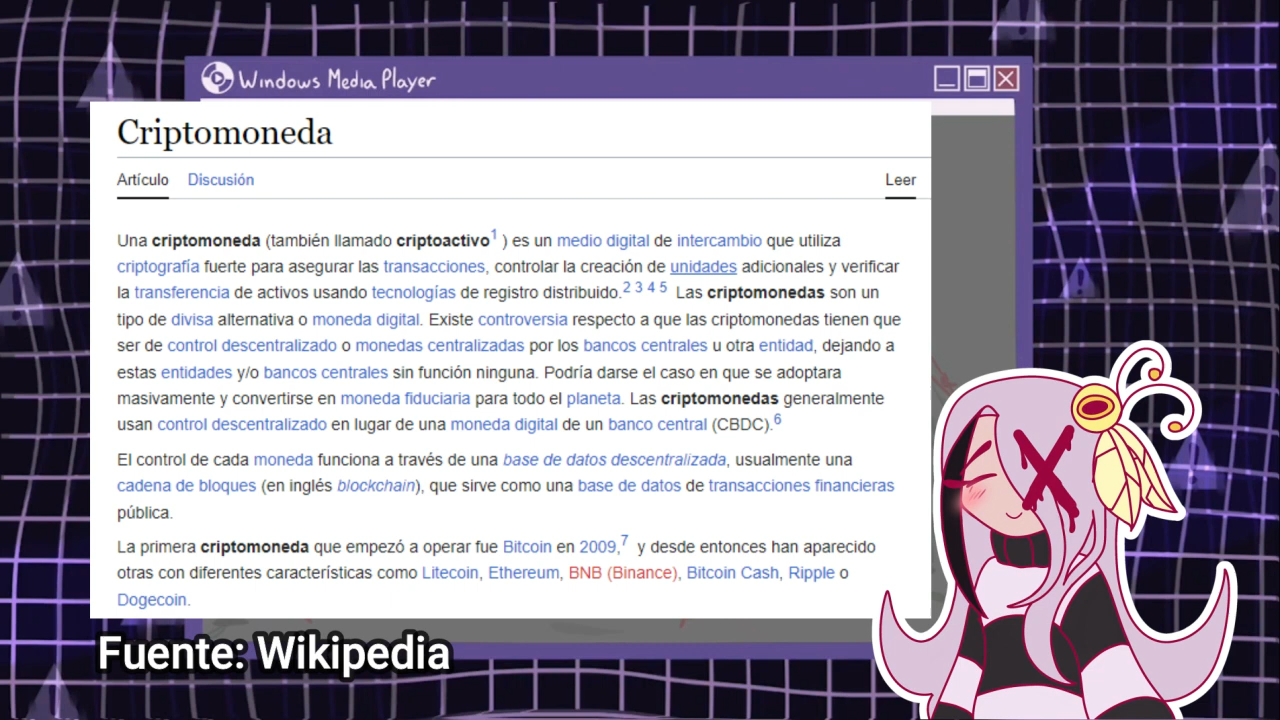 Windows Media Player
Criptomoneda
Artículo Discusión Leer
Una criptomoneda (también llamado criptoactivo1 ) es un medio digital de intercambio que utiliza
criptografía fuerte para asegurar las transacciones, controlar la creación de unidades adicionales y verificar
la transferencia de activos usando tecnologías de registro distribuido.2 3 4 5 Las criptomonedas son un
tipo de divisa alternativa o moneda digital. Existe controversia respecto a que las criptomonedas tienen que
ser de control descentralizado o monedas centralizadas por los bancos centrales u otra entidad, dejando a
estas entidades y/o bancos centrales sin función ninguna. Podría darse el caso en que se adoptara
masivamente y convertirse en moneda fiduciaria para todo el planeta. Las criptomonedas generalmente
usan control descentralizado en lugar de una moneda digital de un banco central (CBDC).6
El control de cada moneda funciona a través de una base de datos descentralizada, usualmente una
cadena de bloques (en inglés blockchain), que sirve como una base de datos de transacciones financieras
pública.
La primera criptomoneda que empezó a operar fue Bitcoin en 2009,7 y desde entonces han aparecido
otras con diferentes características como Litecoin, Ethereum, BNB (Binance), Bitcoin Cash, Ripple o
Dogecoin.
Fuente: Wikipedia